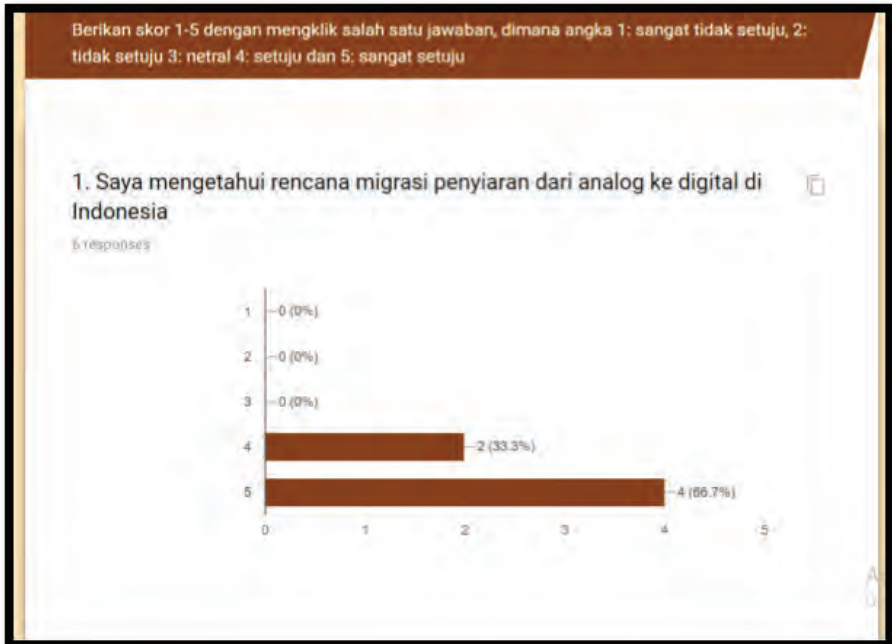 Berikan skor 1-5 dengan mengklik salah satu jawaban, dimana angka 1: sangat tidak setuju, 2:
tidak setuju 3: netral 4: setuju dan 5: sangat setuju
1. Saya mengetahui rencana migrasi penyiaran dari analog ke digital di
Indonesia
6 responses
1 0 (0%)
2 0 (0%)
3 0 (0%)
4 2 (33.3%)
5 4 (66.7%)
0 1 2 3 4 5